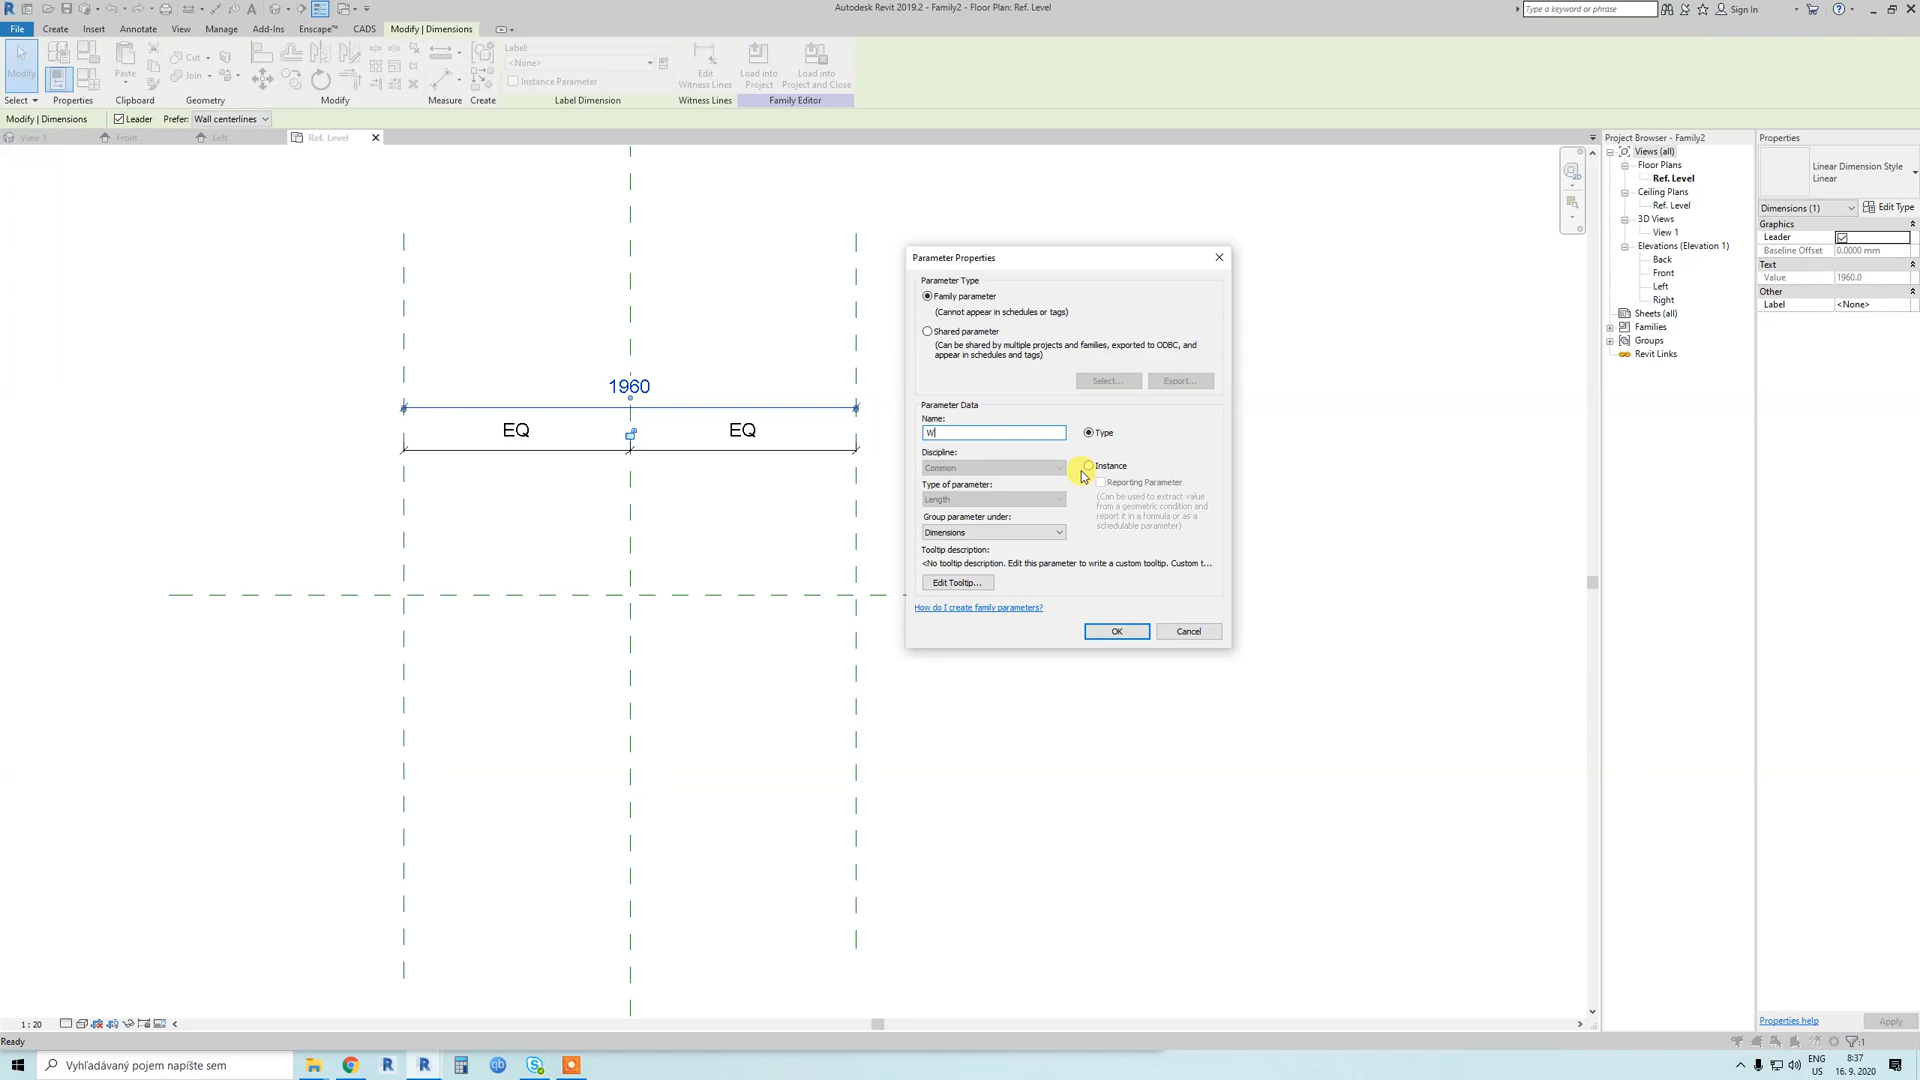 Autodesk Revit 2019.2 - Family2 - Floor Plan: Ref. Level
Type a keyword or phrase
Sign In
File Create Insert Annotate View Manage Add-Ins Enscape™ CADS Modify | Dimensions
Modify
Paste
Cut
Join
Label:
<None>
Instance Parameter
Edit
Witness Lines
Load into
Project
Load into
Project and Close
Select Properties Clipboard Geometry Modify Measure Create Label Dimension Witness Lines Family Editor
Modify | Dimensions Leader Prefer: Wall centerlines
View 1 Front Left Ref. Level
1960
EQ EQ
Parameter Properties
Parameter Type
Family parameter
(Cannot appear in schedules or tags)
Shared parameter
(Can be shared by multiple projects and families, exported to ODBC, and
appear in schedules and tags)
Select... Export...
Parameter Data
Name:
W
Type
Discipline:
Common
Instance
Type of parameter:
Reporting Parameter
Length
(Can be used to extract value
from a geometric condition and
report it in a formula or as a
schedulable parameter)
Group parameter under:
Dimensions
Tooltip description:
<No tooltip description. Edit this parameter to write a custom tooltip. Custom t...
Edit Tooltip...
How do I create family parameters?
OK Cancel
Project Browser - Family2
Views (all)
Floor Plans
Ref. Level
Ceiling Plans
Ref. Level
3D Views
View 1
Elevations (Elevation 1)
Back
Front
Left
Right
Sheets (all)
Families
Groups
Revit Links
Properties
Linear Dimension Style
Linear
Dimensions (1) Edit Type
Graphics
Leader
Baseline Offset 0.0000 mm
Text
Value 1960.0
Other
Label <None>
Properties help Apply
1 : 20
Ready
:1
Vyhľadávaný pojem napíšte sem
ENG
US
8:37
16. 9. 2020